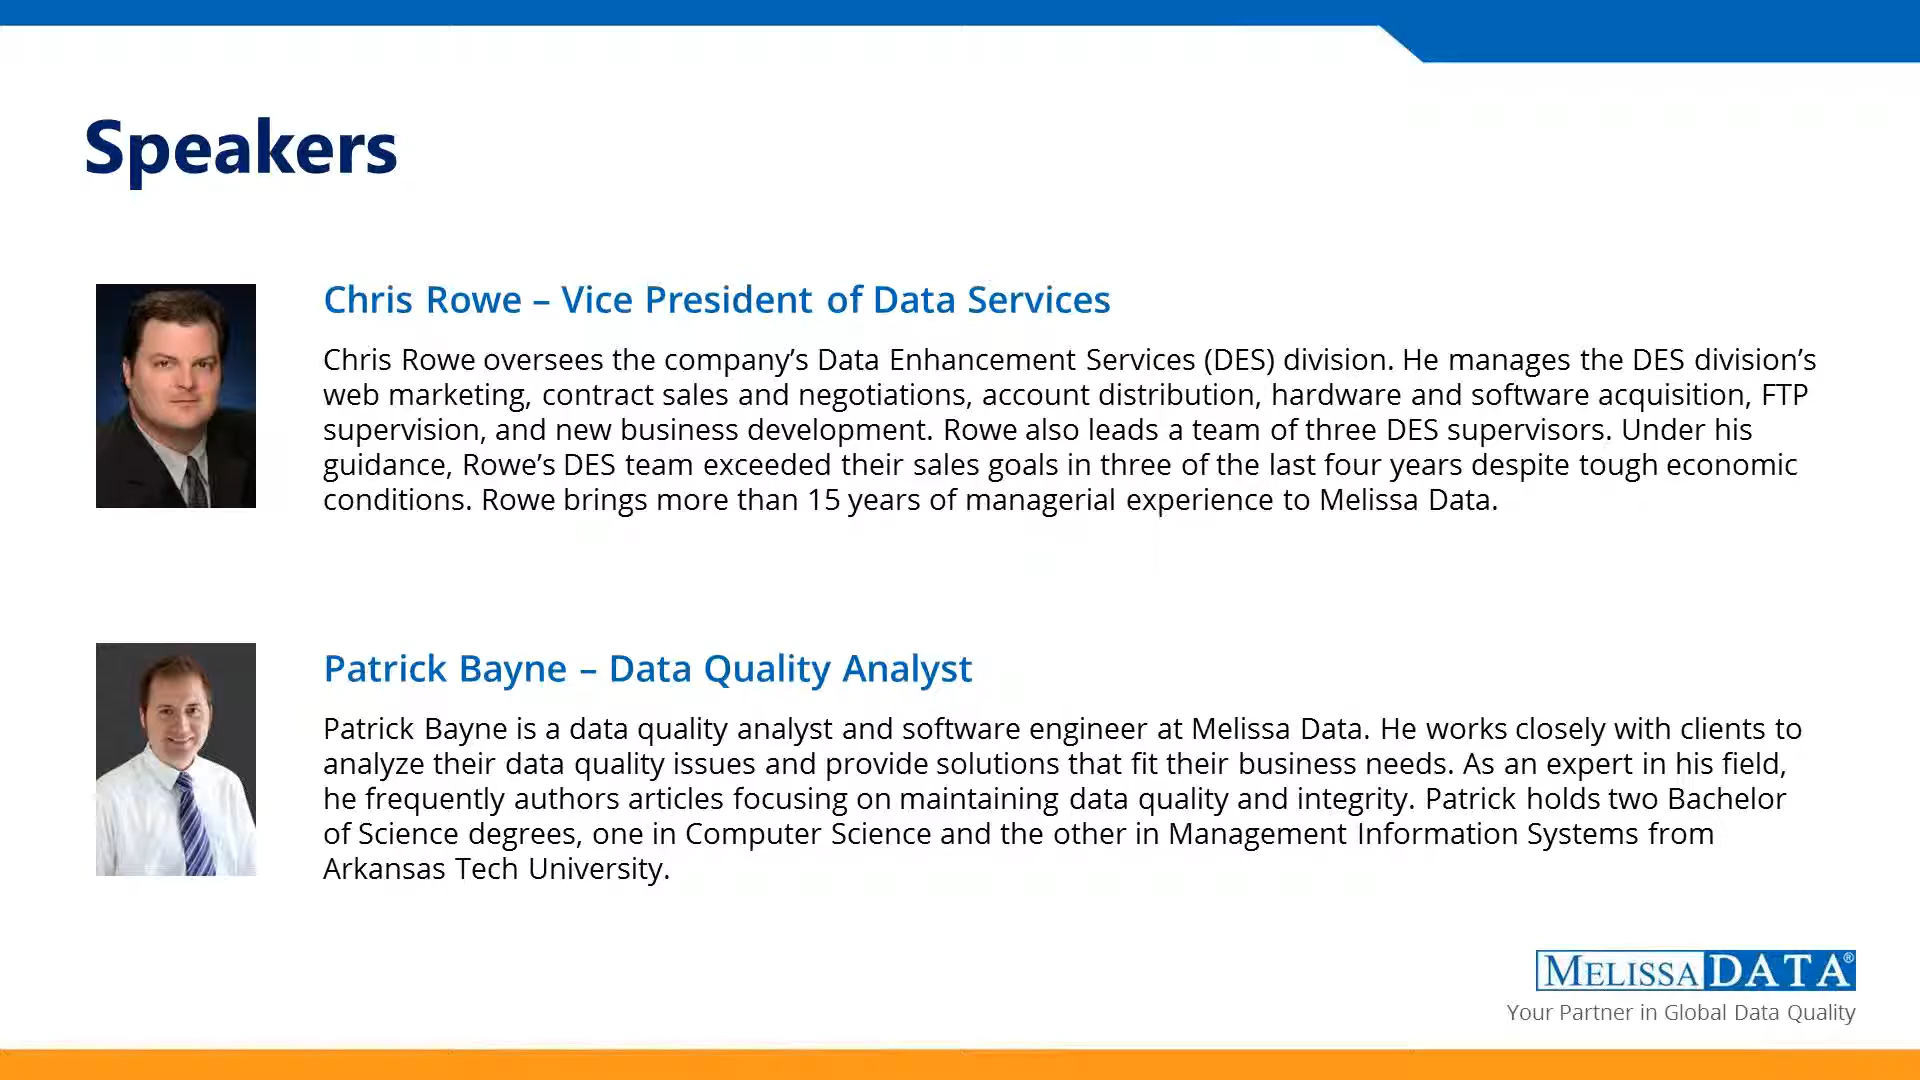 Speakers
Chris Rowe – Vice President of Data Services
Chris Rowe oversees the company’s Data Enhancement Services (DES) division. He manages the DES division’s
web marketing, contract sales and negotiations, account distribution, hardware and software acquisition, FTP
supervision, and new business development. Rowe also leads a team of three DES supervisors. Under his
guidance, Rowe’s DES team exceeded their sales goals in three of the last four years despite tough economic
conditions. Rowe brings more than 15 years of managerial experience to Melissa Data.
Patrick Bayne – Data Quality Analyst
Patrick Bayne is a data quality analyst and software engineer at Melissa Data. He works closely with clients to
analyze their data quality issues and provide solutions that fit their business needs. As an expert in his field,
he frequently authors articles focusing on maintaining data quality and integrity. Patrick holds two Bachelor
of Science degrees, one in Computer Science and the other in Management Information Systems from
Arkansas Tech University.
MELISSA DATA®
Your Partner in Global Data Quality